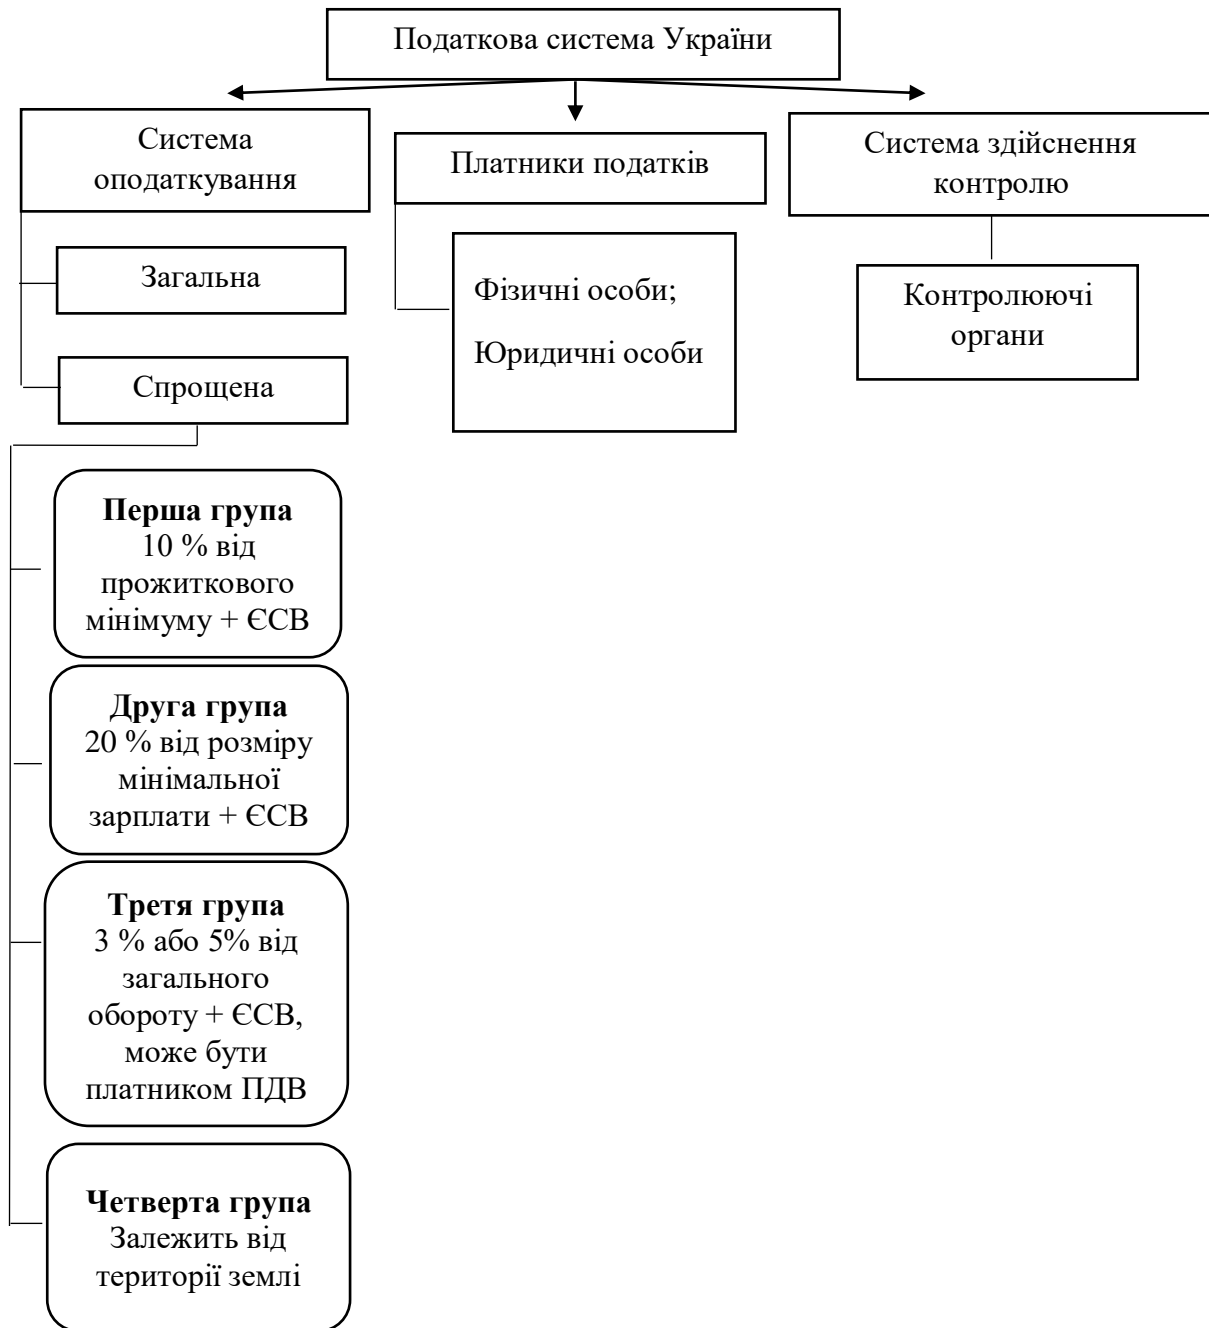 Податкова система України
Система
оподаткування
Платники податків
Система здійснення
контролю
Загальна
Фізичні особи;
Юридичні особи
Контролюючі
органи
Спрощена
Перша група
10 % від
прожиткового
мінімуму + ЄСВ
Друга група
20 % від розміру
мінімальної
зарплати + ЄСВ
Третя група
3 % або 5% від
загального
обороту + ЄСВ,
може бути
платником ПДВ
Четверта група
Залежить від
території землі